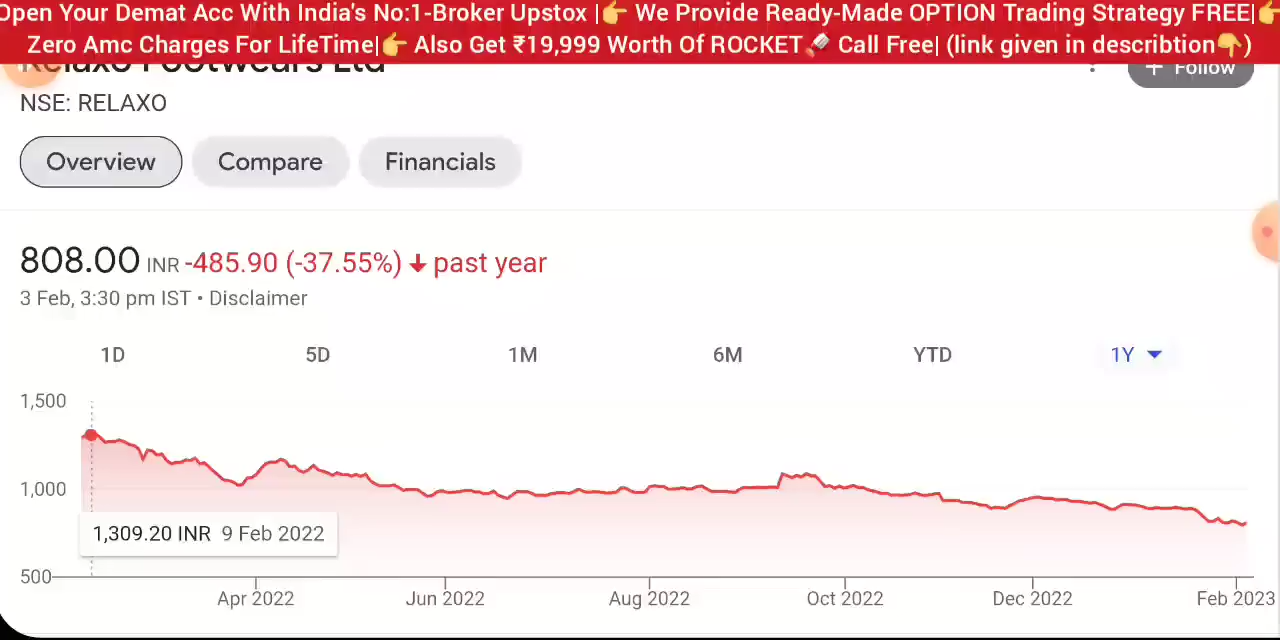 Open Your Demat Acc With India's No:1-Broker Upstox |👉 We Provide Ready-Made OPTION Trading Strategy FREE|👉
Zero Amc Charges For LifeTime|👉 Also Get ₹19,999 Worth Of ROCKET🚀 Call Free| (link given in describtion👇)
Relaxo Footwears Ltd
+ Follow
NSE: RELAXO
Overview
Compare
Financials
808.00 INR -485.90 (-37.55%) ↓ past year
3 Feb, 3:30 pm IST • Disclaimer
1D 5D 1M 6M YTD 1Y
1,500
1,000
1,309.20 INR 9 Feb 2022
500
Apr 2022 Jun 2022 Aug 2022 Oct 2022 Dec 2022 Feb 2023